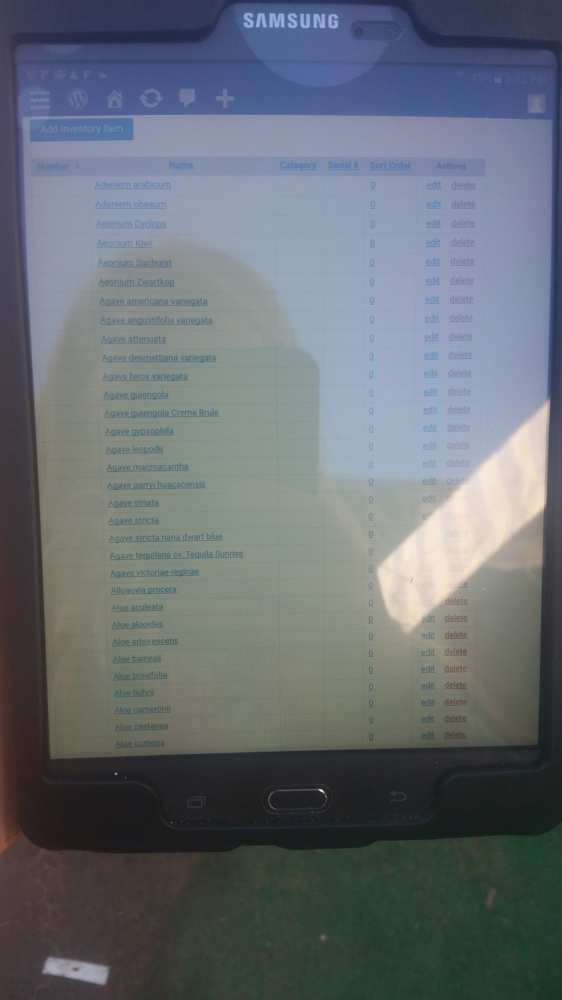 SAMSUNG
49% 3:32 PM
Add Inventory Item
Number ↓ Name Category Serial # Sort Order Actions
Adeniem arabicum 0 edit delete
Adeniem obesum 0 edit delete
Aeonium Cyclops 0 edit delete
Aeonium Kiwi 0 edit delete
Aeonium Sunburst 0 edit delete
Aeonium Zwartkop 0 edit delete
Agave americana variegata 0 edit delete
Agave angustifolia variegata 0 edit delete
Agave attenuata 0 edit delete
Agave desmettiana variegata 0 edit delete
Agave ferox variegata 0 edit delete
Agave guiengola 0 edit delete
Agave guiengola Creme Brule 0 edit delete
Agave gypsophila 0 edit delete
Agave leopodii 0 edit delete
Agave macroacantha 0 edit delete
Agave parryi huacacensis 0 edit delete
Agave striata 0 edit delete
Agave stricta 0 edit delete
Agave stricta nana dwarf blue 0 edit delete
Agave tequilana cv. Tequila Sunrise 0 edit delete
Agave victoriae-reginae 0 edit delete
Alluauvia procera 0 edit delete
Aloe aculeata 0 edit delete
Aloe alooides 0 edit delete
Aloe arborescens 0 edit delete
Aloe bainesii 0 edit delete
Aloe brevifolia 0 edit delete
Aloe buhrii 0 edit delete
Aloe cameronii 0 edit delete
Aloe castanea 0 edit delete
Aloe comosa 0 edit delete